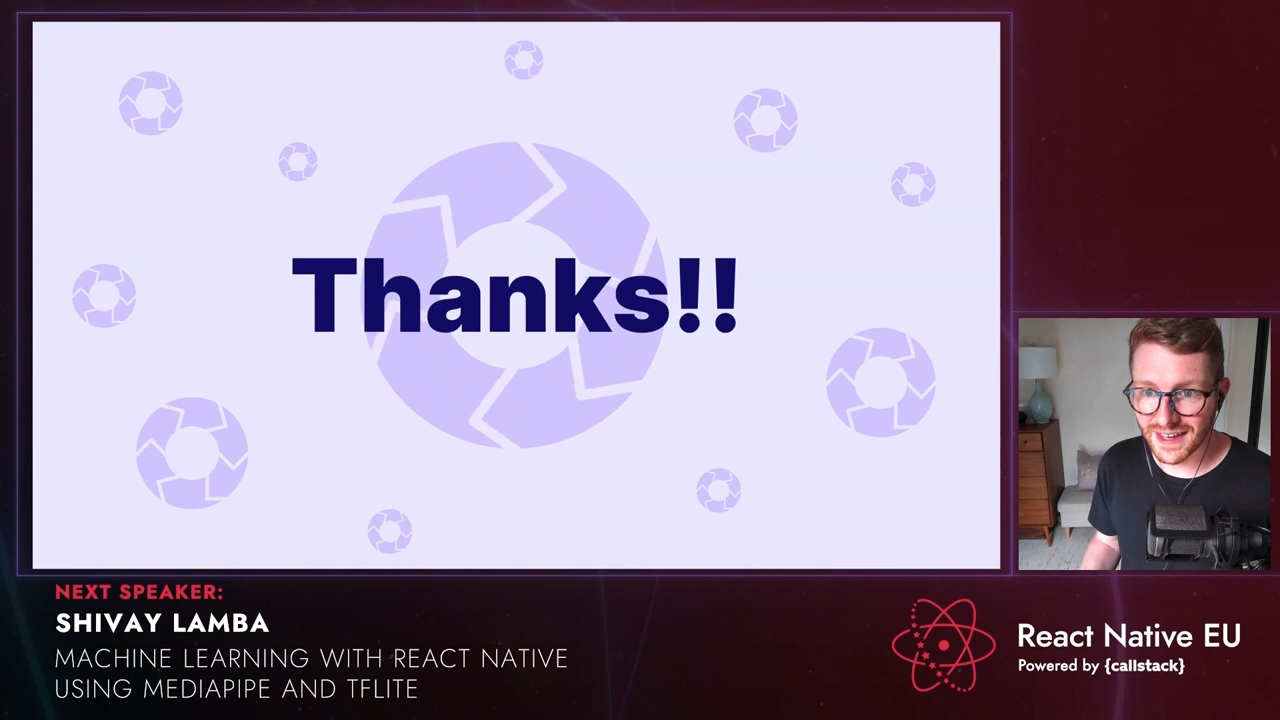 Thanks!!
NEXT SPEAKER:
SHIVAY LAMBA
MACHINE LEARNING WITH REACT NATIVE
USING MEDIAPIPE AND TFLITE
React Native EU
Powered by {callstack}